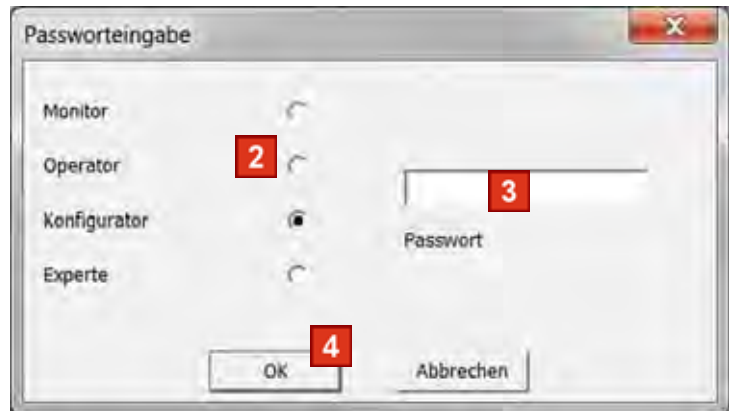 Passworteingabe
Monitor
Operator
2
3
Konfigurator
Passwort
Experte
4
OK
Abbrechen